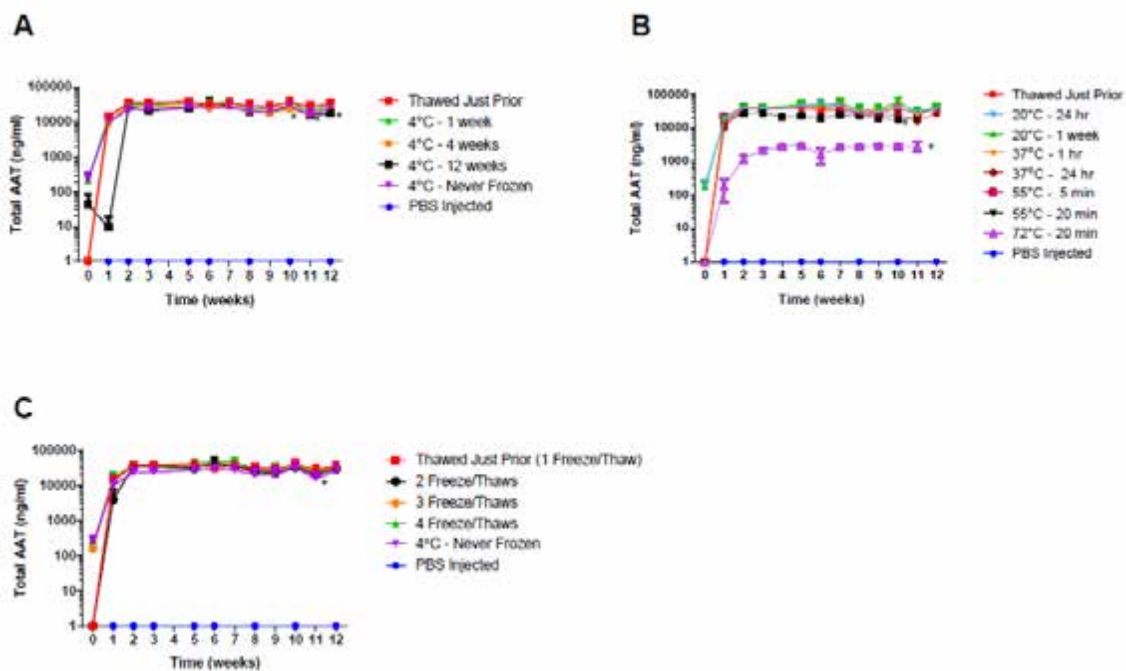 A
Total AAT (ng/ml)
100000
10000
1000
100
10
1
0 1 2 3 4 5 6 7 8 9 10 11 12
Time (weeks)
Thawed Just Prior
4°C - 1 week
4°C - 4 weeks
4°C - 12 weeks
4°C - Never Frozen
PBS Injected
*
*
B
Total AAT (ng/ml)
100000
10000
1000
100
10
1
0 1 2 3 4 5 6 7 8 9 10 11 12
Time (weeks)
Thawed Just Prior
20°C - 24 hr
20°C - 1 week
37°C - 1 hr
37°C - 24 hr
55°C - 5 min
55°C - 20 min
72°C - 20 min
PBS Injected
*
C
Total AAT (ng/ml)
100000
10000
1000
100
10
1
0 1 2 3 4 5 6 7 8 9 10 11 12
Time (weeks)
Thawed Just Prior (1 Freeze/Thaw)
2 Freeze/Thaws
3 Freeze/Thaws
4 Freeze/Thaws
4°C - Never Frozen
PBS Injected
*